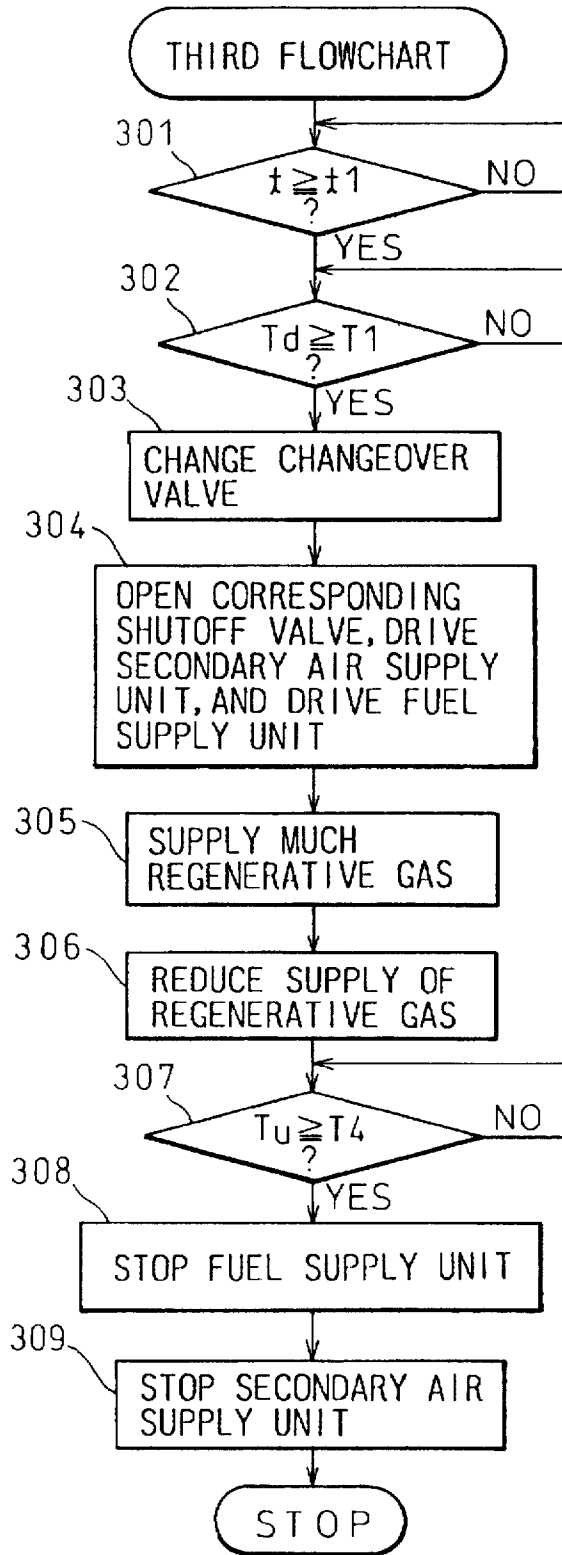 THIRD FLOWCHART
301
t ≧ t1
?
NO
YES
302
Td ≧ T1
?
NO
YES
303
CHANGE CHANGEOVER
VALVE
304
OPEN CORRESPONDING
SHUTOFF VALVE, DRIVE
SECONDARY AIR SUPPLY
UNIT, AND DRIVE FUEL
SUPPLY UNIT
305
SUPPLY MUCH
REGENERATIVE GAS
306
REDUCE SUPPLY OF
REGENERATIVE GAS
307
Tu ≧ T4
?
NO
YES
308
STOP FUEL SUPPLY UNIT
309
STOP SECONDARY AIR
SUPPLY UNIT
STOP